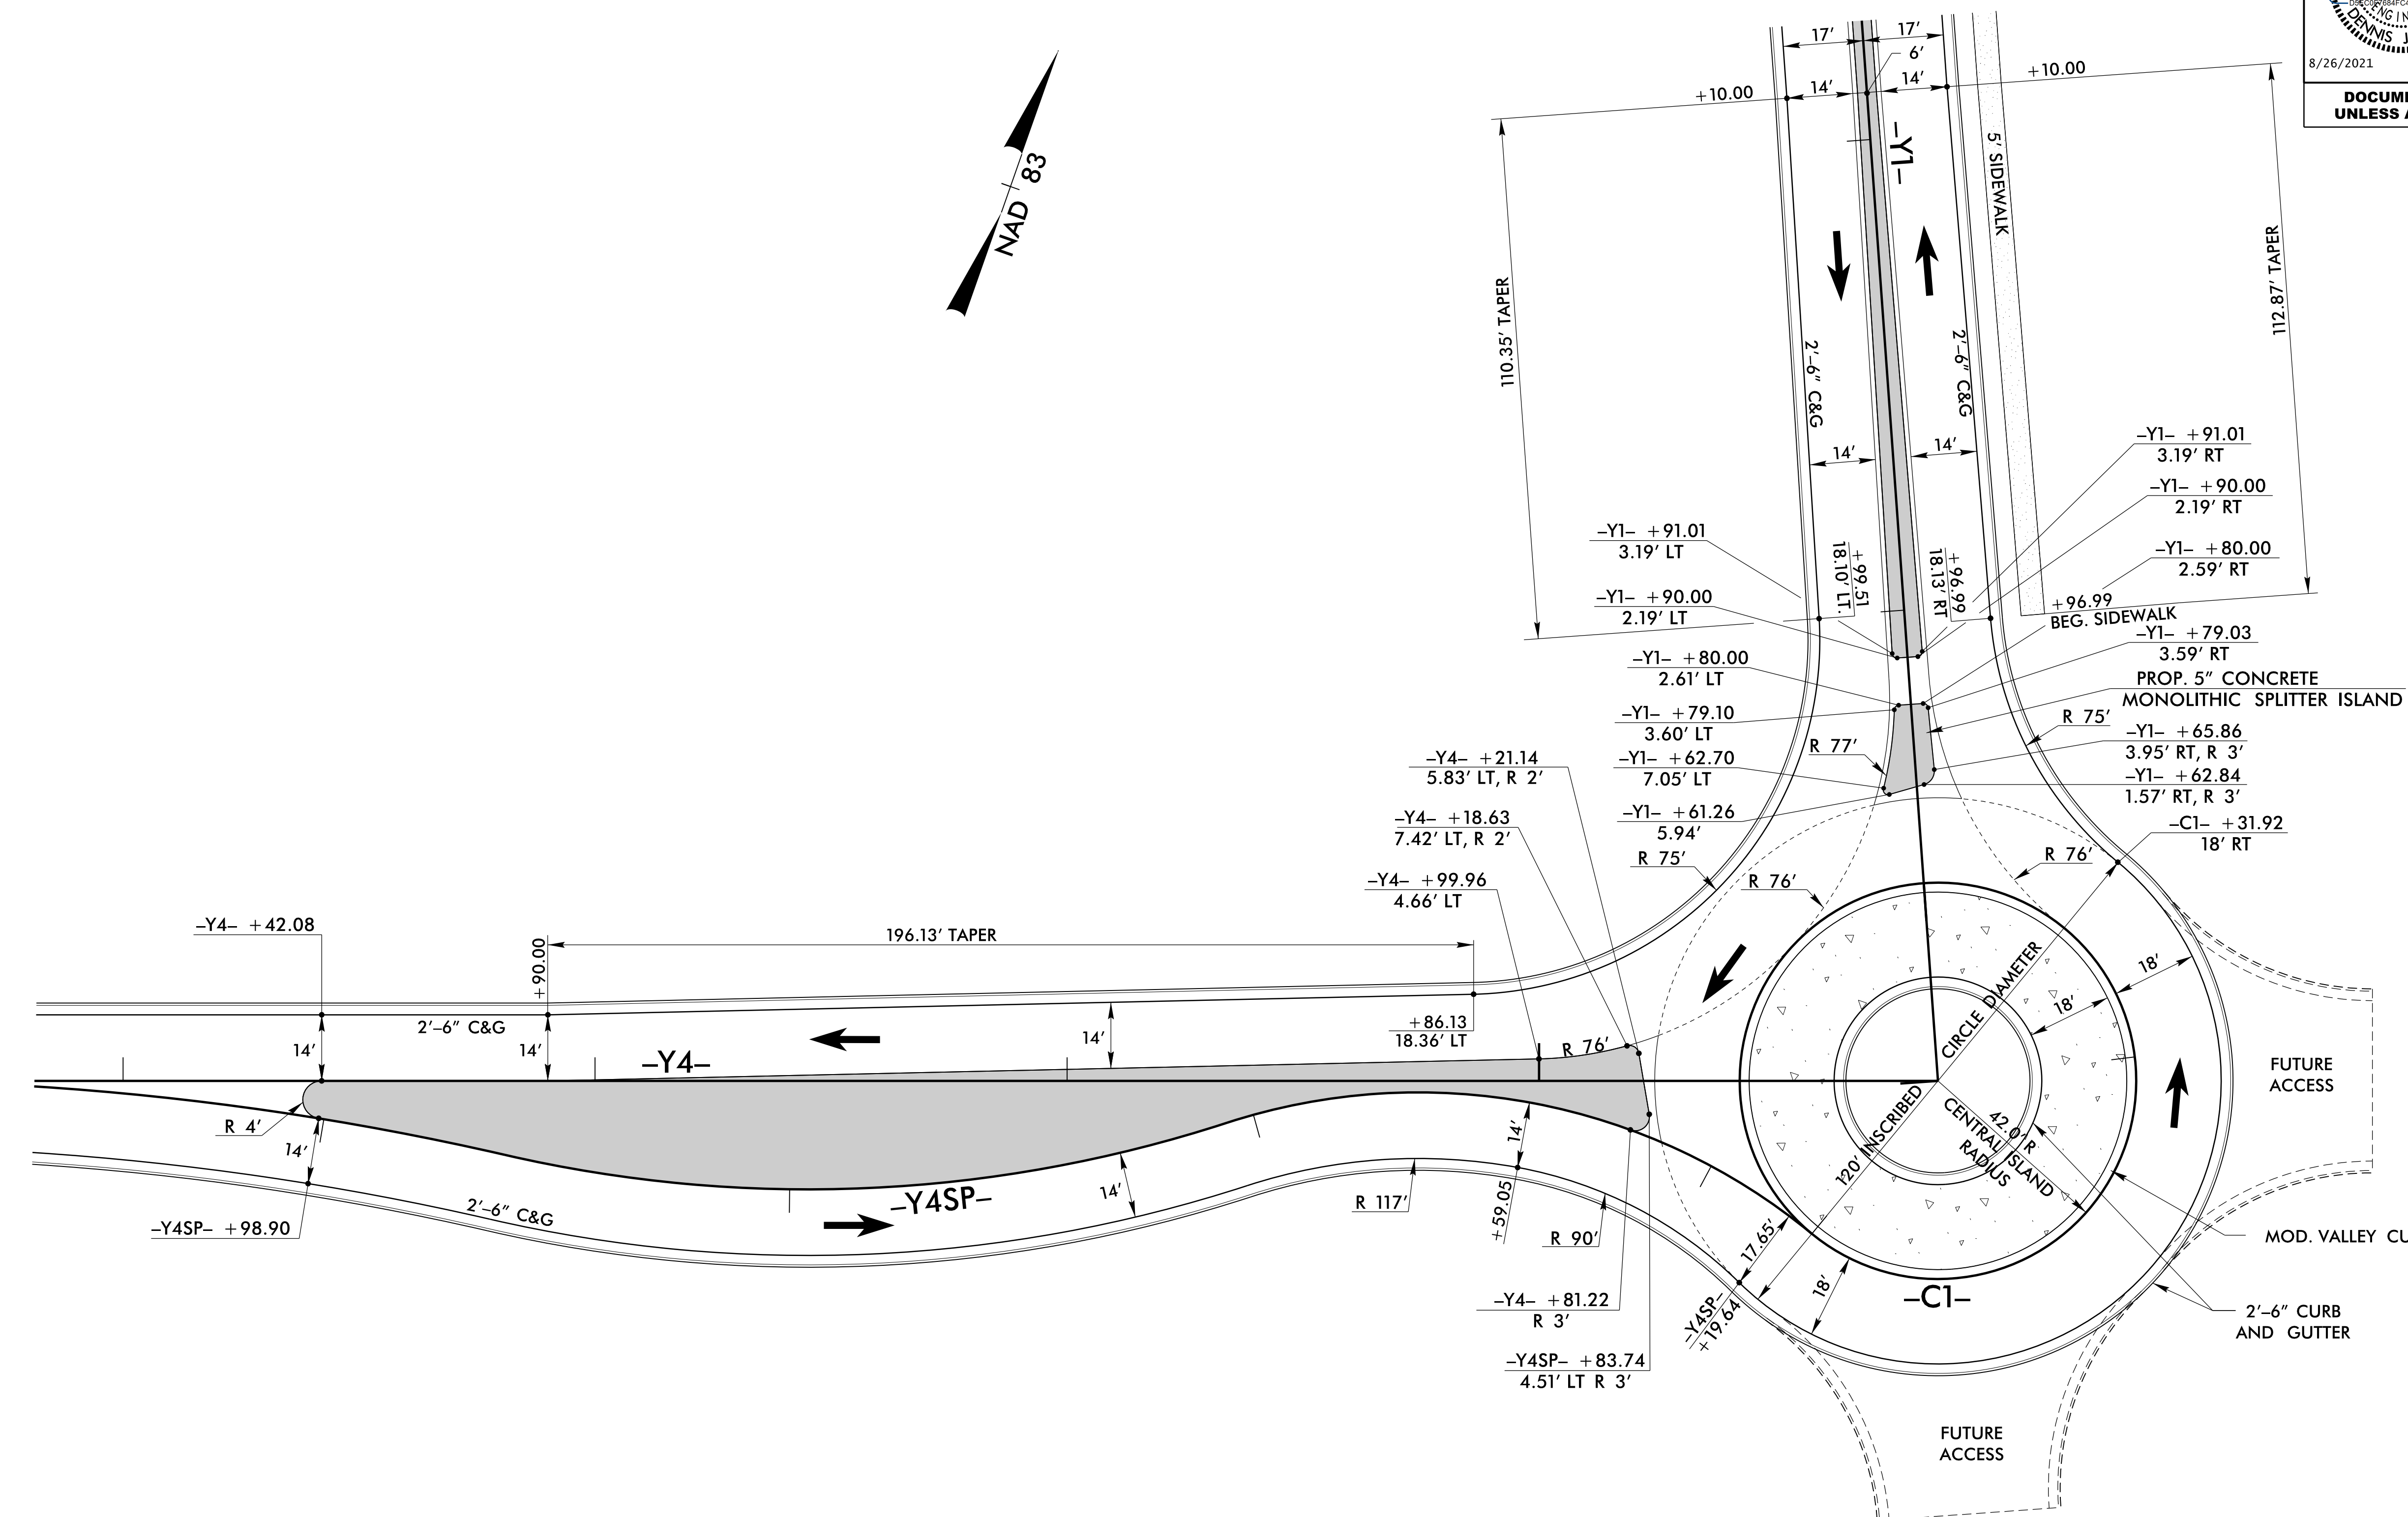 D5EC0E7684FC4
ENGIN
DENNIS J
8/26/2021
DOCUME
UNLESS A
17'
17'
6'
14'
14'
+10.00
+10.00
–Y1–
5' SIDEWALK
NAD 83
110.35' TAPER
112.87' TAPER
2'–6" C&G
2'–6" C&G
14'
14'
–Y1– +91.01
3.19' RT
–Y1– +90.00
2.19' RT
–Y1– +91.01
3.19' LT
–Y1– +80.00
2.59' RT
+99.51
18.10' LT.
+96.99
18.13' RT
–Y1– +90.00
2.19' LT
+96.99
BEG. SIDEWALK
–Y1– +79.03
3.59' RT
–Y1– +80.00
2.61' LT
PROP. 5" CONCRETE
MONOLITHIC SPLITTER ISLAND
–Y1– +79.10
3.60' LT
R 75'
–Y1– +65.86
3.95' RT, R 3'
R 77'
–Y1– +62.70
7.05' LT
–Y4– +21.14
5.83' LT, R 2'
–Y1– +62.84
1.57' RT, R 3'
–Y1– +61.26
5.94'
–Y4– +18.63
7.42' LT, R 2'
–C1– +31.92
18' RT
R 75'
R 76'
R 76'
–Y4– +99.96
4.66' LT
–Y4– +42.08
+90.00
196.13' TAPER
18'
18'
CIRCLE DIAMETER
120' INSCRIBED
42.0' R
CENTRAL ISLAND
RADIUS
2'–6" C&G
14'
14'
14'
+86.13
18.36' LT
R 76'
–Y4–
FUTURE
ACCESS
R 4'
14'
14'
14'
–Y4SP–
2'–6" C&G
–Y4SP– +98.90
R 117'
+59.05
R 90'
17.65'
18'
–C1–
MOD. VALLEY CU
–Y4– +81.22
R 3'
–Y4SP–
+19.64
2'–6" CURB
AND GUTTER
–Y4SP– +83.74
4.51' LT R 3'
FUTURE
ACCESS